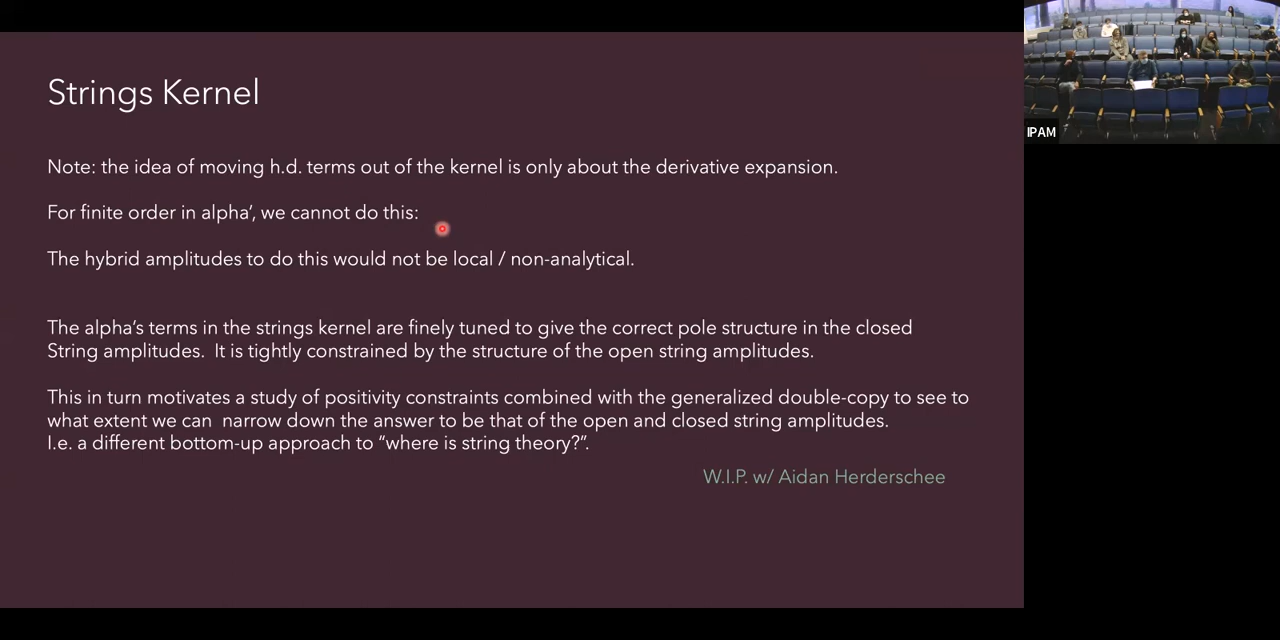 Strings Kernel
Note: the idea of moving h.d. terms out of the kernel is only about the derivative expansion.
For finite order in alpha’, we cannot do this:
The hybrid amplitudes to do this would not be local / non-analytical.
The alpha’s terms in the strings kernel are finely tuned to give the correct pole structure in the closed
String amplitudes.  It is tightly constrained by the structure of the open string amplitudes.
This in turn motivates a study of positivity constraints combined with the generalized double-copy to see to
what extent we can  narrow down the answer to be that of the open and closed string amplitudes.
I.e. a different bottom-up approach to “where is string theory?”.
W.I.P. w/ Aidan Herderschee
IPAM